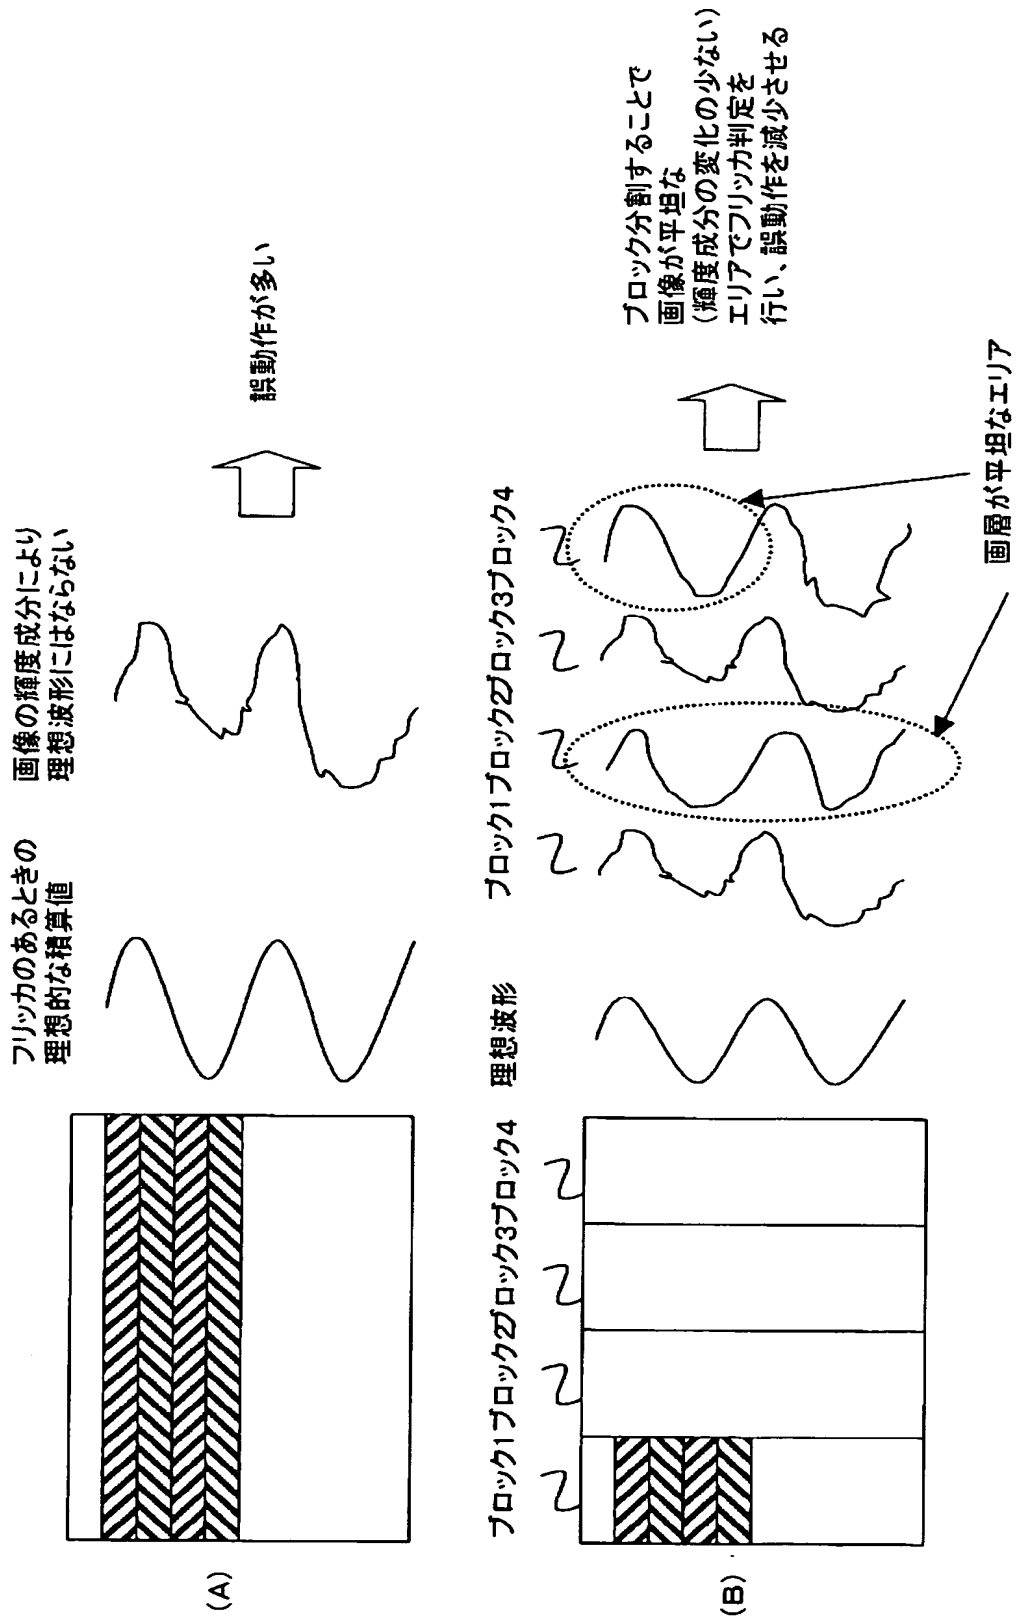 (A)
フリッカのあるときの
理想的な積算値
画像の輝度成分により
理想波形にはならない
誤動作が多い
(B)
ブロック1ブロック2ブロック3ブロック4
理想波形
ブロック1ブロック2ブロック3ブロック4
ブロック分割することで
画像が平坦な
(輝度成分の変化の少ない)
エリアでフリッカ判定を
行い、誤動作を減少させる
画層が平坦なエリア